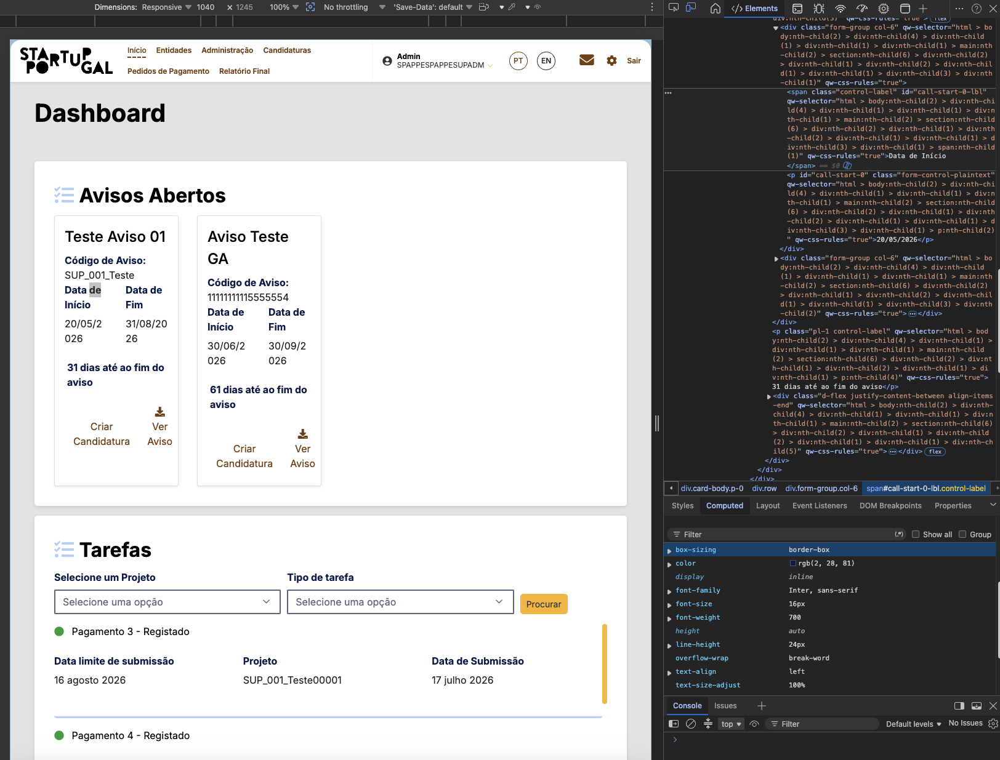 Dimensions: Responsive 1040 × 1245 100% No throttling 'Save-Data': default
STARTUP PORTUGAL
Início Entidades Administração Candidaturas
Pedidos de Pagamento Relatório Final
Admin
SPAPPESPAPPESUPADM
PT EN Sair
Dashboard
Avisos Abertos
Teste Aviso 01
Código de Aviso:
SUP_001_Teste
Data de Início
Data de Fim
20/05/2026
31/08/2026
31 dias até ao fim do aviso
Criar Candidatura
Ver Aviso
Aviso Teste GA
Código de Aviso:
11111111115555554
Data de Início
Data de Fim
30/06/2026
30/09/2026
61 dias até ao fim do aviso
Criar Candidatura
Ver Aviso
Tarefas
Selecione um Projeto
Tipo de tarefa
Selecione uma opção
Selecione uma opção
Procurar
Pagamento 3 - Registado
Data limite de submissão Projeto Data de Submissão
16 agosto 2026 SUP_001_Teste00001 17 julho 2026
Pagamento 4 - Registado
Elements
div:nth-child(3)" qw-css-rules="true"> flex
<div class="form-group col-6" qw-selector="html > bo
dy:nth-child(2) > div:nth-child(4) > div:nth-child
(1) > div:nth-child(1) > div:nth-child(1) > main:nth
-child(2) > section:nth-child(6) > div:nth-child(2)
> div:nth-child(1) > div:nth-child(2) > div:nth-chil
d(1) > div:nth-child(1) > div:nth-child(3) > div:nth
-child(1)" qw-css-rules="true">
<span class="control-label" id="call-start-0-lbl"
qw-selector="html > body:nth-child(2) > div:nth-chi
ld(4) > div:nth-child(1) > div:nth-child(1) > div:n
th-child(1) > main:nth-child(2) > section:nth-child
(6) > div:nth-child(2) > div:nth-child(1) > div:nth
-child(2) > div:nth-child(1) > div:nth-child(1) > d
iv:nth-child(3) > div:nth-child(1) > span:nth-child
(1)" qw-css-rules="true">Data de Início
</span> == $0
<p id="call-start-0" class="form-control-plaintext"
qw-selector="html > body:nth-child(2) > div:nth-chi
ld(4) > div:nth-child(1) > div:nth-child(1) > div:n
th-child(1) > main:nth-child(2) > section:nth-child
(6) > div:nth-child(2) > div:nth-child(1) > div:nth
-child(2) > div:nth-child(1) > div:nth-child(1) > d
iv:nth-child(3) > div:nth-child(1) > p:nth-child(2)
" qw-css-rules="true">20/05/2026</p>
</div>
<div class="form-group col-6" qw-selector="html > bo
dy:nth-child(2) > div:nth-child(4) > div:nth-child
(1) > div:nth-child(1) > div:nth-child(1) > main:nth
-child(2) > section:nth-child(6) > div:nth-child(2)
> div:nth-child(1) > div:nth-child(2) > div:nth-chil
d(1) > div:nth-child(1) > div:nth-child(3) > div:nth
-child(2)" qw-css-rules="true">…</div>
</div>
<p class="pl-1 control-label" qw-selector="html > bod
y:nth-child(2) > div:nth-child(4) > div:nth-child(1) >
div:nth-child(1) > div:nth-child(1) > main:nth-child
(2) > section:nth-child(6) > div:nth-child(2) > div:nt
h-child(1) > div:nth-child(2) > div:nth-child(1) > di
v:nth-child(1) > p:nth-child(4)" qw-css-rules="true">
31 dias até ao fim do aviso</p>
<div class="d-flex justify-content-between align-items
-end" qw-selector="html > body:nth-child(2) > div:nth-
child(4) > div:nth-child(1) > div:nth-child(1) > div:n
th-child(1) > main:nth-child(2) > section:nth-child(6)
> div:nth-child(2) > div:nth-child(1) > div:nth-child
(2) > div:nth-child(1) > div:nth-child(1) > div:nth-ch
ild(5)" qw-css-rules="true">…</div> flex
</div>
</div>
</div>
div.card-body.p-0 div.row div.form-group.col-6 span#call-start-0-lbl.control-label
Styles Computed Layout Event Listeners DOM Breakpoints Properties
Filter (.*) Show all Group
box-sizing border-box
color rgb(2, 28, 81)
display inline
font-family Inter, sans-serif
font-size 16px
font-weight 700
height auto
line-height 24px
overflow-wrap break-word
text-align left
text-size-adjust 100%
Console Issues
top Filter Default levels No Issues